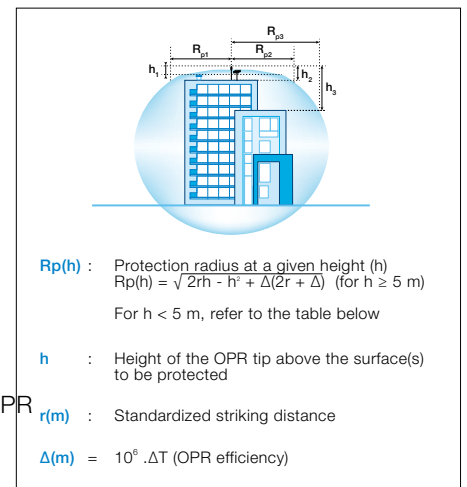 Rp3
Rp1 Rp2
h1 h2
h3
Rp(h) : Protection radius at a given height (h)
Rp(h) = √ 2rh - h² + Δ(2r + Δ) (for h ≥ 5 m)
For h < 5 m, refer to the table below
h : Height of the OPR tip above the surface(s)
to be protected
PR
r(m) : Standardized striking distance
Δ(m) = 10⁶ .ΔT (OPR efficiency)